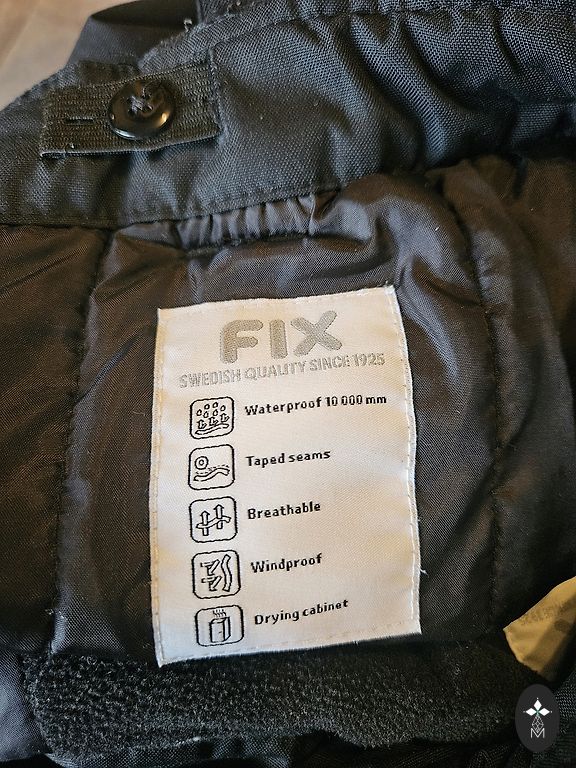 FIX
SWEDISH QUALITY SINCE 1925
Waterproof 10 000 mm
Taped seams
Breathable
Windproof
Drying cabinet